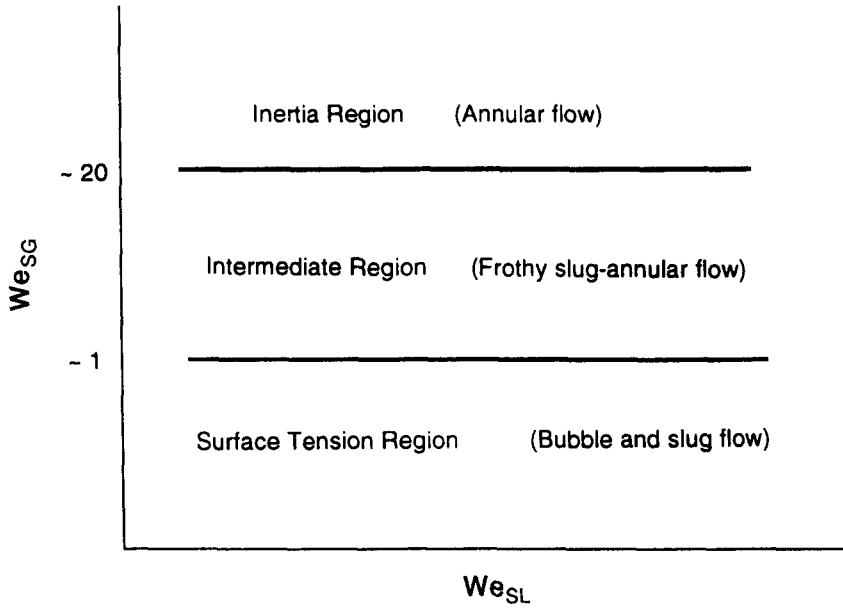 Inertia Region (Annular flow)
~ 20
Intermediate Region (Frothy slug-annular flow)
We_SG
~ 1
Surface Tension Region (Bubble and slug flow)
We_SL